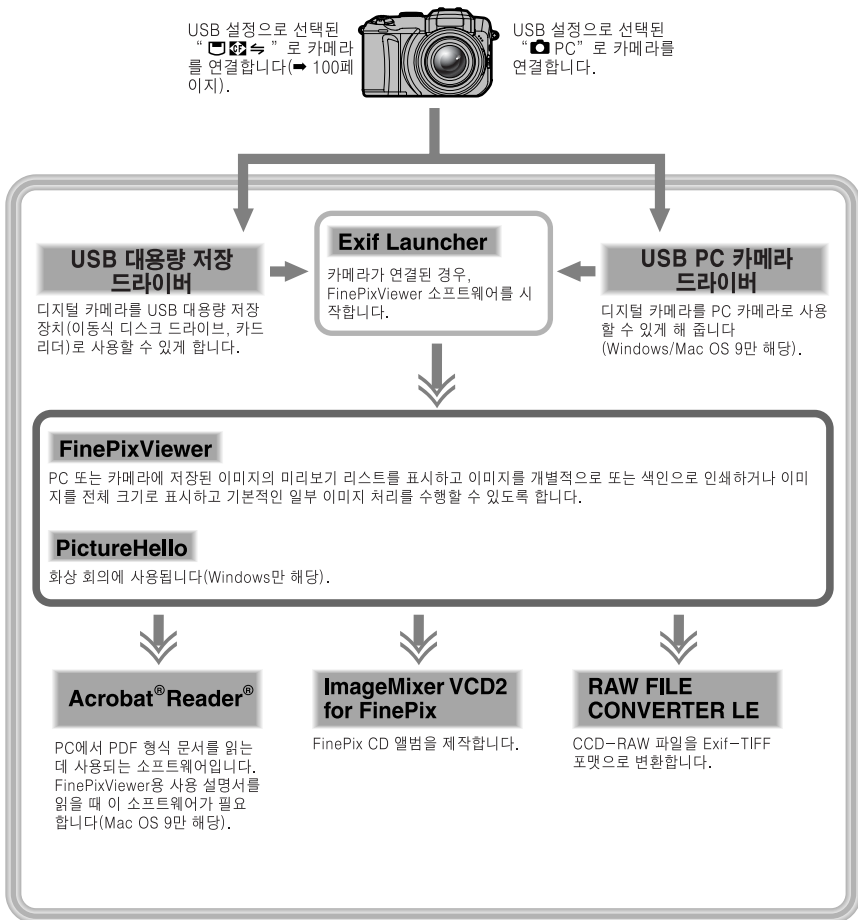 USB 설정으로 선택된
“ ⇋ ” 로 카메라
를 연결합니다(➡ 100페
이지).
USB 설정으로 선택된
“ PC” 로 카메라를
연결합니다.
USB 대용량 저장
드라이버
디지털 카메라를 USB 대용량 저장
장치(이동식 디스크 드라이브, 카드
리더)로 사용할 수 있게 합니다.
Exif Launcher
카메라가 연결된 경우,
FinePixViewer 소프트웨어를 시
작합니다.
USB PC 카메라
드라이버
디지털 카메라를 PC 카메라로 사용
할 수 있게 해 줍니다
(Windows/Mac OS 9만 해당).
FinePixViewer
PC 또는 카메라에 저장된 이미지의 미리보기 리스트를 표시하고 이미지를 개별적으로 또는 색인으로 인쇄하거나 이미
지를 전체 크기로 표시하고 기본적인 일부 이미지 처리를 수행할 수 있도록 합니다.
PictureHello
화상 회의에 사용됩니다(Windows만 해당).
Acrobat® Reader®
PC에서 PDF 형식 문서를 읽는
데 사용되는 소프트웨어입니다.
FinePixViewer용 사용 설명서를
읽을 때 이 소프트웨어가 필요
합니다(Mac OS 9만 해당).
ImageMixer VCD2
for FinePix
FinePix CD 앨범을 제작합니다.
RAW FILE
CONVERTER LE
CCD-RAW 파일을 Exif-TIFF
포맷으로 변환합니다.